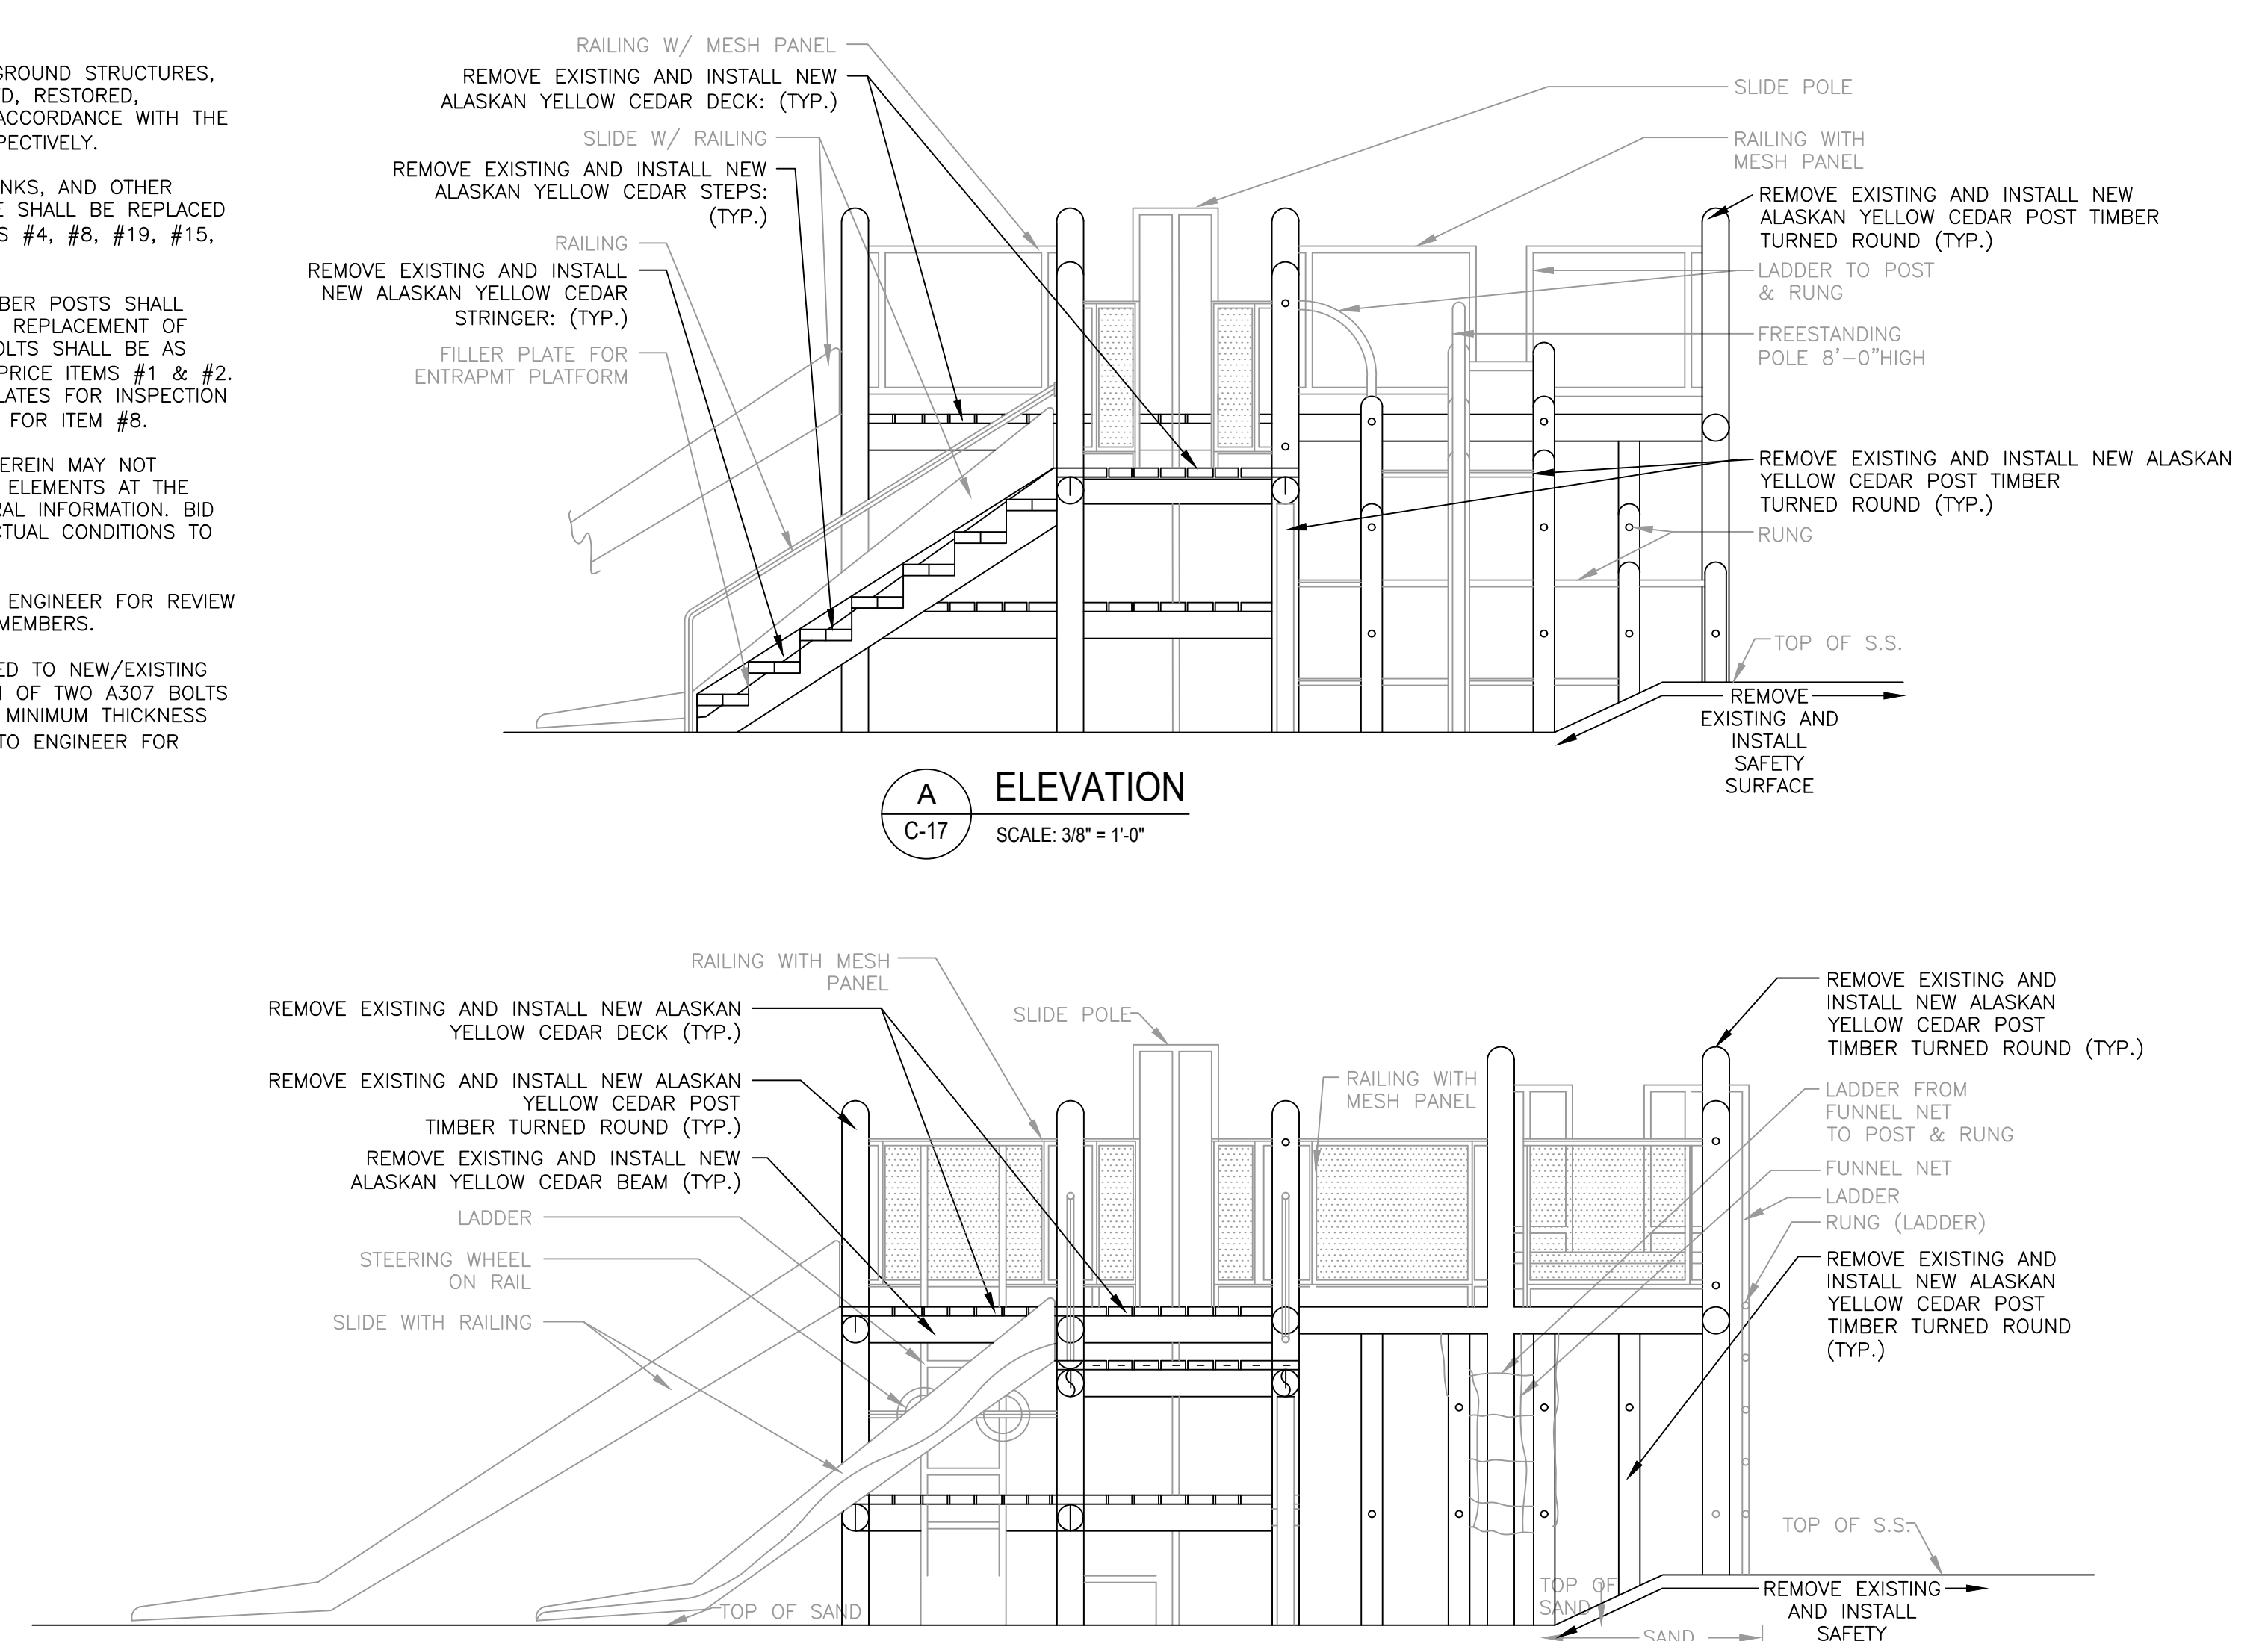 GROUND STRUCTURES,
ED, RESTORED,
ACCORDANCE WITH THE
PECTIVELY.
NKS, AND OTHER
E SHALL BE REPLACED
S #4, #8, #19, #15,
BER POSTS SHALL
REPLACEMENT OF
OLTS SHALL BE AS
PRICE ITEMS #1 & #2.
LATES FOR INSPECTION
FOR ITEM #8.
EREIN MAY NOT
ELEMENTS AT THE
RAL INFORMATION. BID
CTUAL CONDITIONS TO
ENGINEER FOR REVIEW
MEMBERS.
ED TO NEW/EXISTING
OF TWO A307 BOLTS
MINIMUM THICKNESS
TO ENGINEER FOR
RAILING W/ MESH PANEL
REMOVE EXISTING AND INSTALL NEW
ALASKAN YELLOW CEDAR DECK: (TYP.)
SLIDE W/ RAILING
REMOVE EXISTING AND INSTALL NEW
ALASKAN YELLOW CEDAR STEPS:
(TYP.)
RAILING
REMOVE EXISTING AND INSTALL
NEW ALASKAN YELLOW CEDAR
STRINGER: (TYP.)
FILLER PLATE FOR
ENTRAPMT PLATFORM
SLIDE POLE
RAILING WITH
MESH PANEL
REMOVE EXISTING AND INSTALL NEW
ALASKAN YELLOW CEDAR POST TIMBER
TURNED ROUND (TYP.)
LADDER TO POST
& RUNG
FREESTANDING
POLE 8'-0"HIGH
REMOVE EXISTING AND INSTALL NEW ALASKAN
YELLOW CEDAR POST TIMBER
TURNED ROUND (TYP.)
RUNG
TOP OF S.S.
REMOVE
EXISTING AND
INSTALL
SAFETY
SURFACE
A
C-17
ELEVATION
SCALE: 3/8" = 1'-0"
RAILING WITH MESH
PANEL
REMOVE EXISTING AND INSTALL NEW ALASKAN
YELLOW CEDAR DECK (TYP.)
SLIDE POLE
REMOVE EXISTING AND INSTALL NEW ALASKAN
YELLOW CEDAR POST
TIMBER TURNED ROUND (TYP.)
REMOVE EXISTING AND INSTALL NEW
ALASKAN YELLOW CEDAR BEAM (TYP.)
LADDER
STEERING WHEEL
ON RAIL
SLIDE WITH RAILING
RAILING WITH
MESH PANEL
REMOVE EXISTING AND
INSTALL NEW ALASKAN
YELLOW CEDAR POST
TIMBER TURNED ROUND (TYP.)
LADDER FROM
FUNNEL NET
TO POST & RUNG
FUNNEL NET
LADDER
RUNG (LADDER)
REMOVE EXISTING AND
INSTALL NEW ALASKAN
YELLOW CEDAR POST
TIMBER TURNED ROUND
(TYP.)
TOP OF S.S.
TOP OF
SAND
TOP OF SAND
REMOVE EXISTING
AND INSTALL
SAFETY
SAND